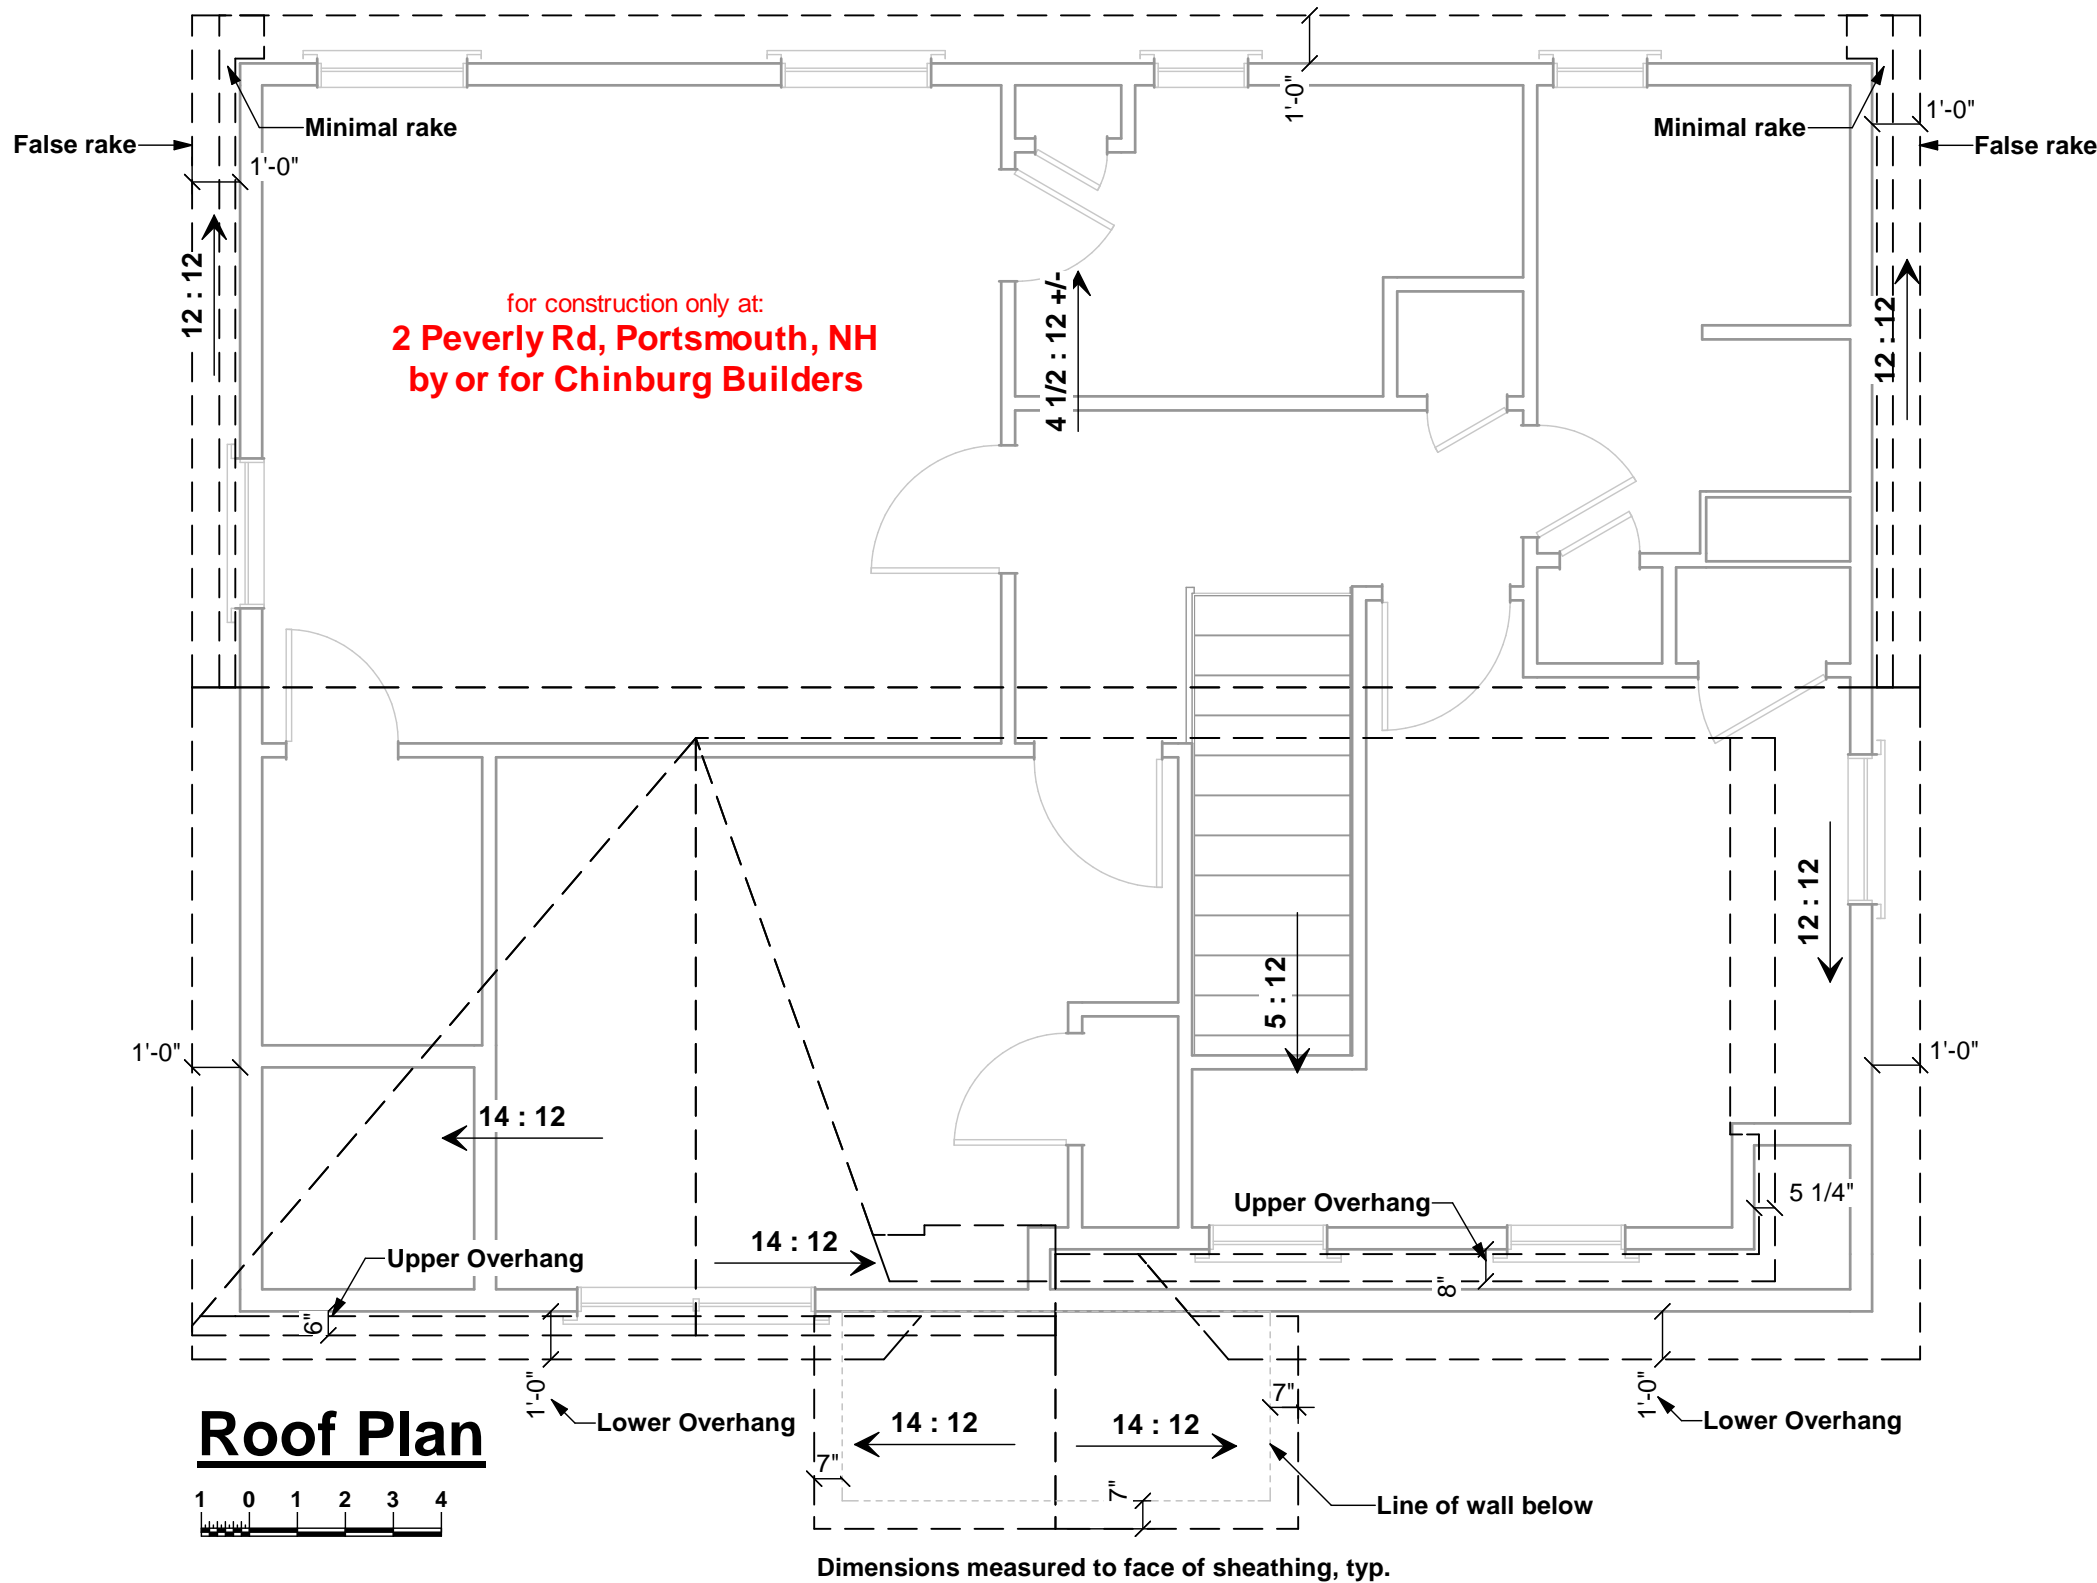 1'-0"
Minimal rake
Minimal rake
1'-0"
False rake
False rake
1'-0"
12 : 12
4 1/2 : 12 +/-
12 : 12
for construction only at:
2 Peverly Rd, Portsmouth, NH
by or for Chinburg Builders
12 : 12
5 : 12
1'-0"
1'-0"
14 : 12
5 1/4"
Upper Overhang
14 : 12
Upper Overhang
8"
6"
1'-0"
Lower Overhang
7"
1'-0"
Lower Overhang
14 : 12
14 : 12
7"
7"
Line of wall below
Roof Plan
1 0 1 2 3 4
Dimensions measured to face of sheathing, typ.